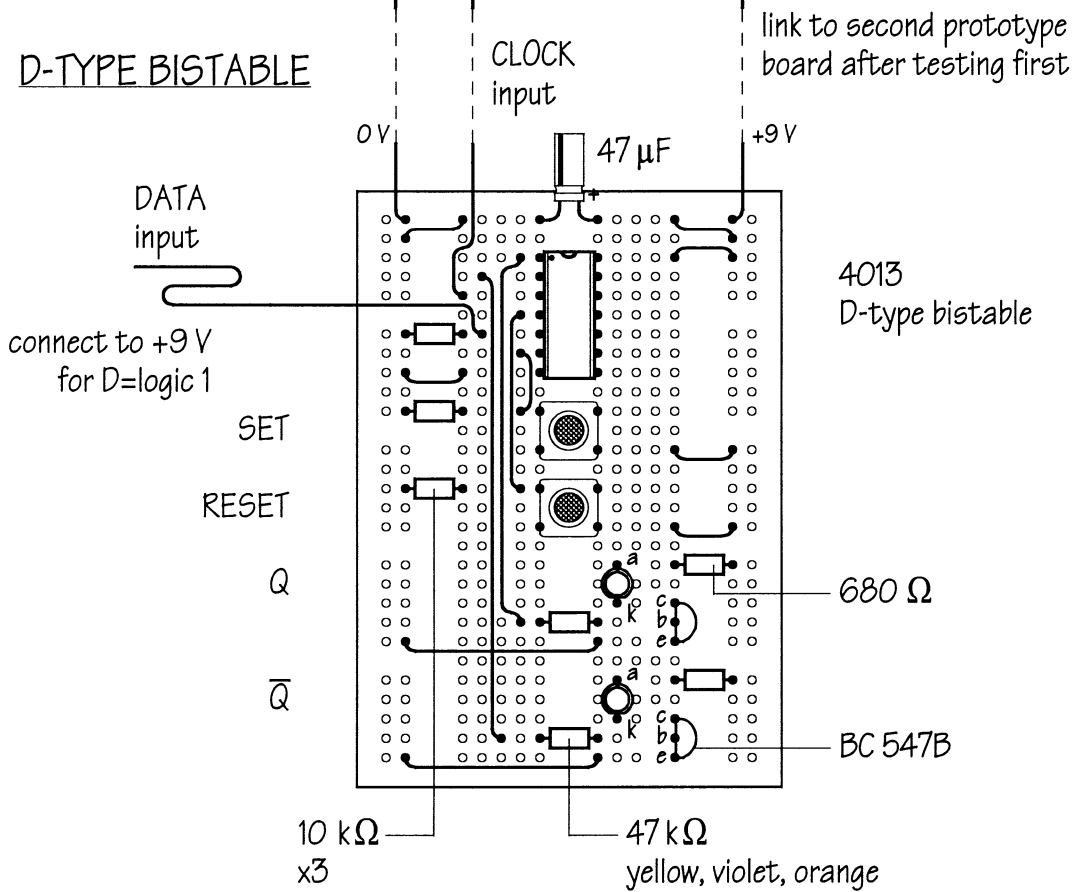 D-TYPE BISTABLE
CLOCK
input
link to second prototype
board after testing first
0 V
+9 V
47 μF
+
DATA
input
4013
D-type bistable
connect to +9 V
for D=logic 1
SET
RESET
a
Q
k
c
b
e
680 Ω
a
Q̅
k
c
b
e
BC 547B
10 kΩ
x3
47 kΩ
yellow, violet, orange